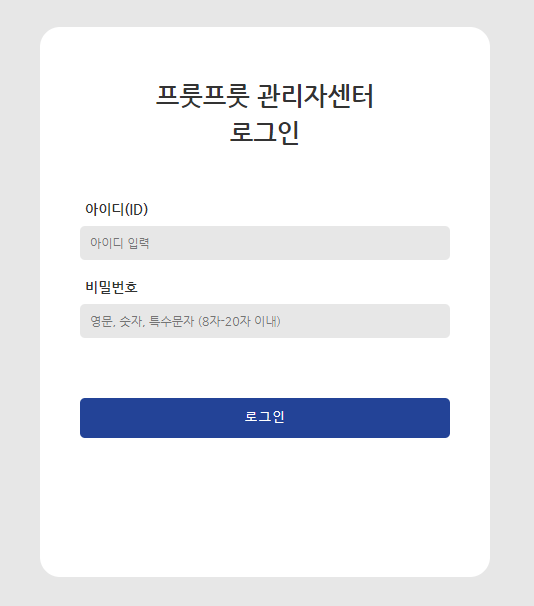 프룻프룻 관리자센터
로그인
아이디(ID)
아이디 입력
비밀번호
영문, 숫자, 특수문자 (8자-20자 이내)
로그인